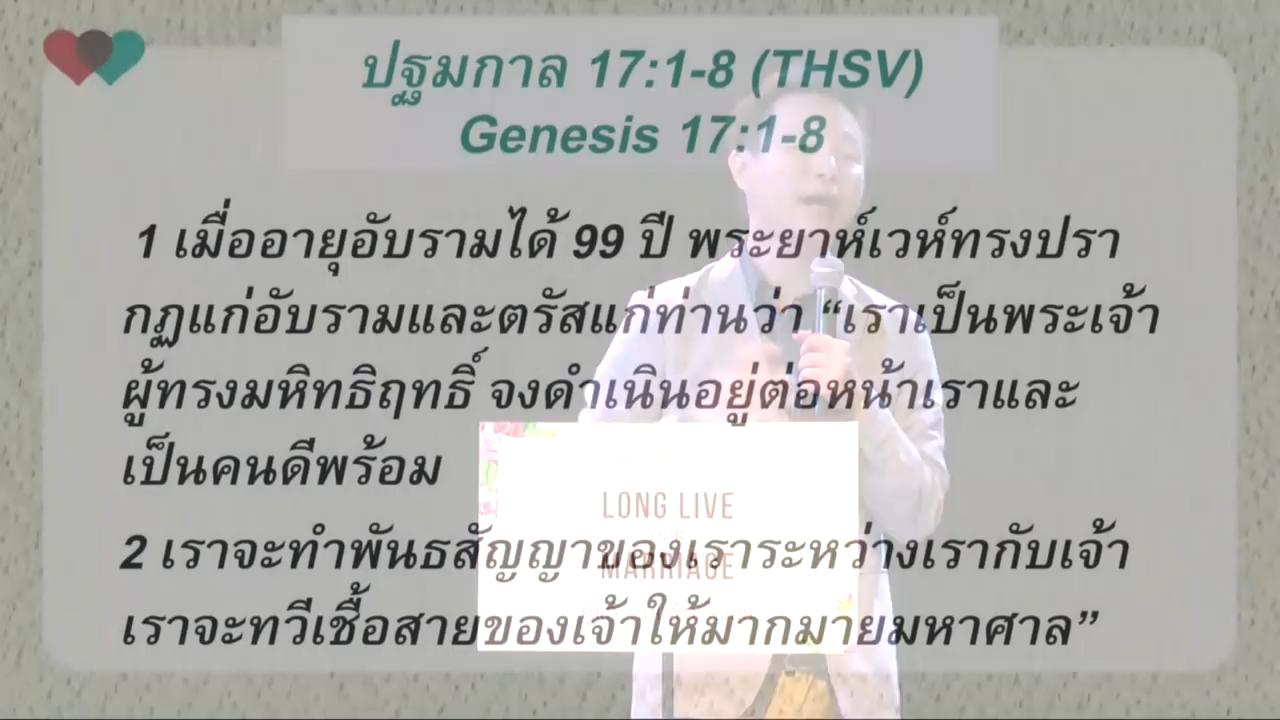 ปฐมกาล 17:1-8 (THSV)
Genesis 17:1-8
1 เมื่ออายุอับรามได้ 99 ปี พระยาห์เวห์ทรงปรา
กฏแก่อับรามและตรัสแก่ท่านว่า “เราเป็นพระเจ้า
ผู้ทรงมหิทธิฤทธิ์ จงดำเนินอยู่ต่อหน้าเราและ
เป็นคนดีพร้อม
LONG LIVE
2 เราจะทำพันธสัญญาของเราระหว่างเรากับเจ้า
MARRIAGE
เราจะทวีเชื้อสายของเจ้าให้มากมายมหาศาล”